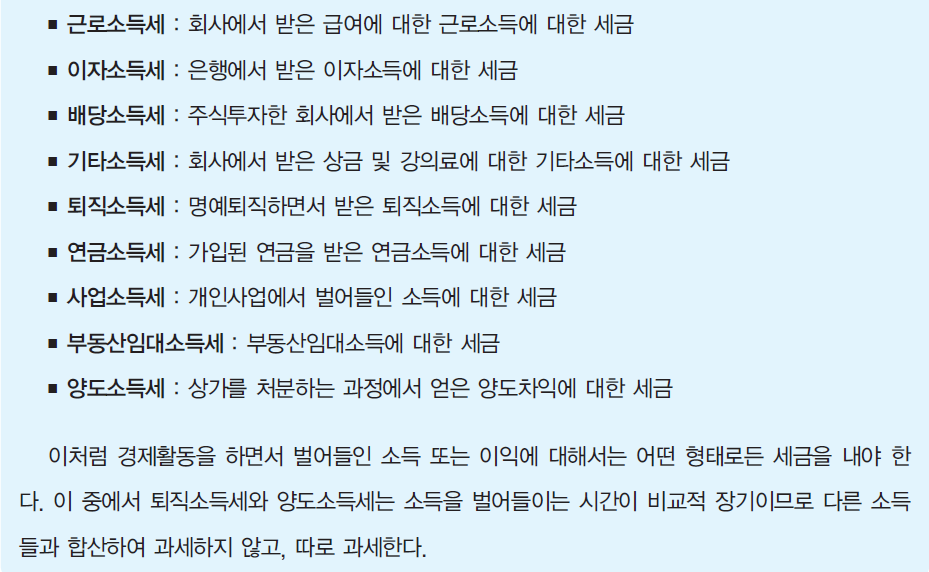 ■ 근로소득세 : 회사에서 받은 급여에 대한 근로소득에 대한 세금
■ 이자소득세 : 은행에서 받은 이자소득에 대한 세금
■ 배당소득세 : 주식투자한 회사에서 받은 배당소득에 대한 세금
■ 기타소득세 : 회사에서 받은 상금 및 강의료에 대한 기타소득에 대한 세금
■ 퇴직소득세 : 명예퇴직하면서 받은 퇴직소득에 대한 세금
■ 연금소득세 : 가입된 연금을 받은 연금소득에 대한 세금
■ 사업소득세 : 개인사업에서 벌어들인 소득에 대한 세금
■ 부동산임대소득세 : 부동산임대소득에 대한 세금
■ 양도소득세 : 상가를 처분하는 과정에서 얻은 양도차익에 대한 세금
이처럼 경제활동을 하면서 벌어들인 소득 또는 이익에 대해서는 어떤 형태로든 세금을 내야 한
다. 이 중에서 퇴직소득세와 양도소득세는 소득을 벌어들이는 시간이 비교적 장기이므로 다른 소득
들과 합산하여 과세하지 않고, 따로 과세한다.